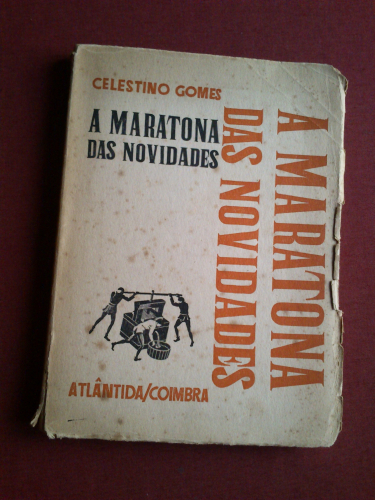 CELESTINO GOMES
A MARATONA
DAS NOVIDADES
A MARATONA
DAS NOVIDADES
ATLÂNTIDA/COIMBRA